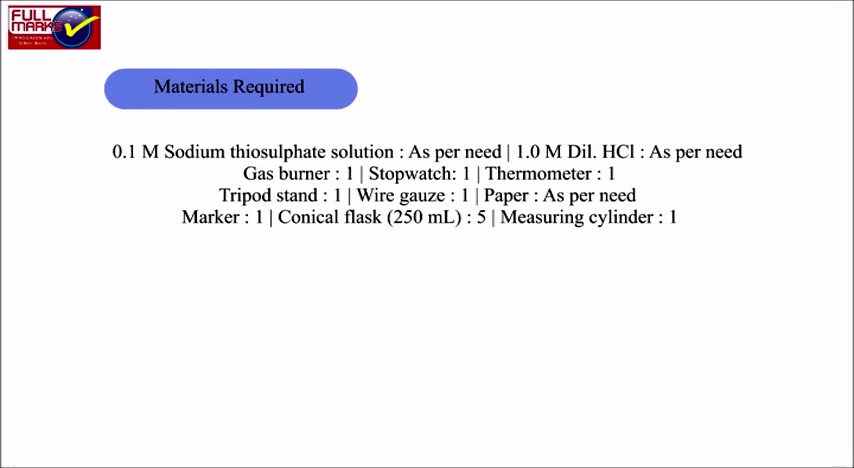 FULL
MARKS
School Books
Materials Required
0.1 M Sodium thiosulphate solution : As per need | 1.0 M Dil. HCl : As per need
Gas burner : 1 | Stopwatch: 1 | Thermometer : 1
Tripod stand : 1 | Wire gauze : 1 | Paper : As per need
Marker : 1 | Conical flask (250 mL) : 5 | Measuring cylinder : 1